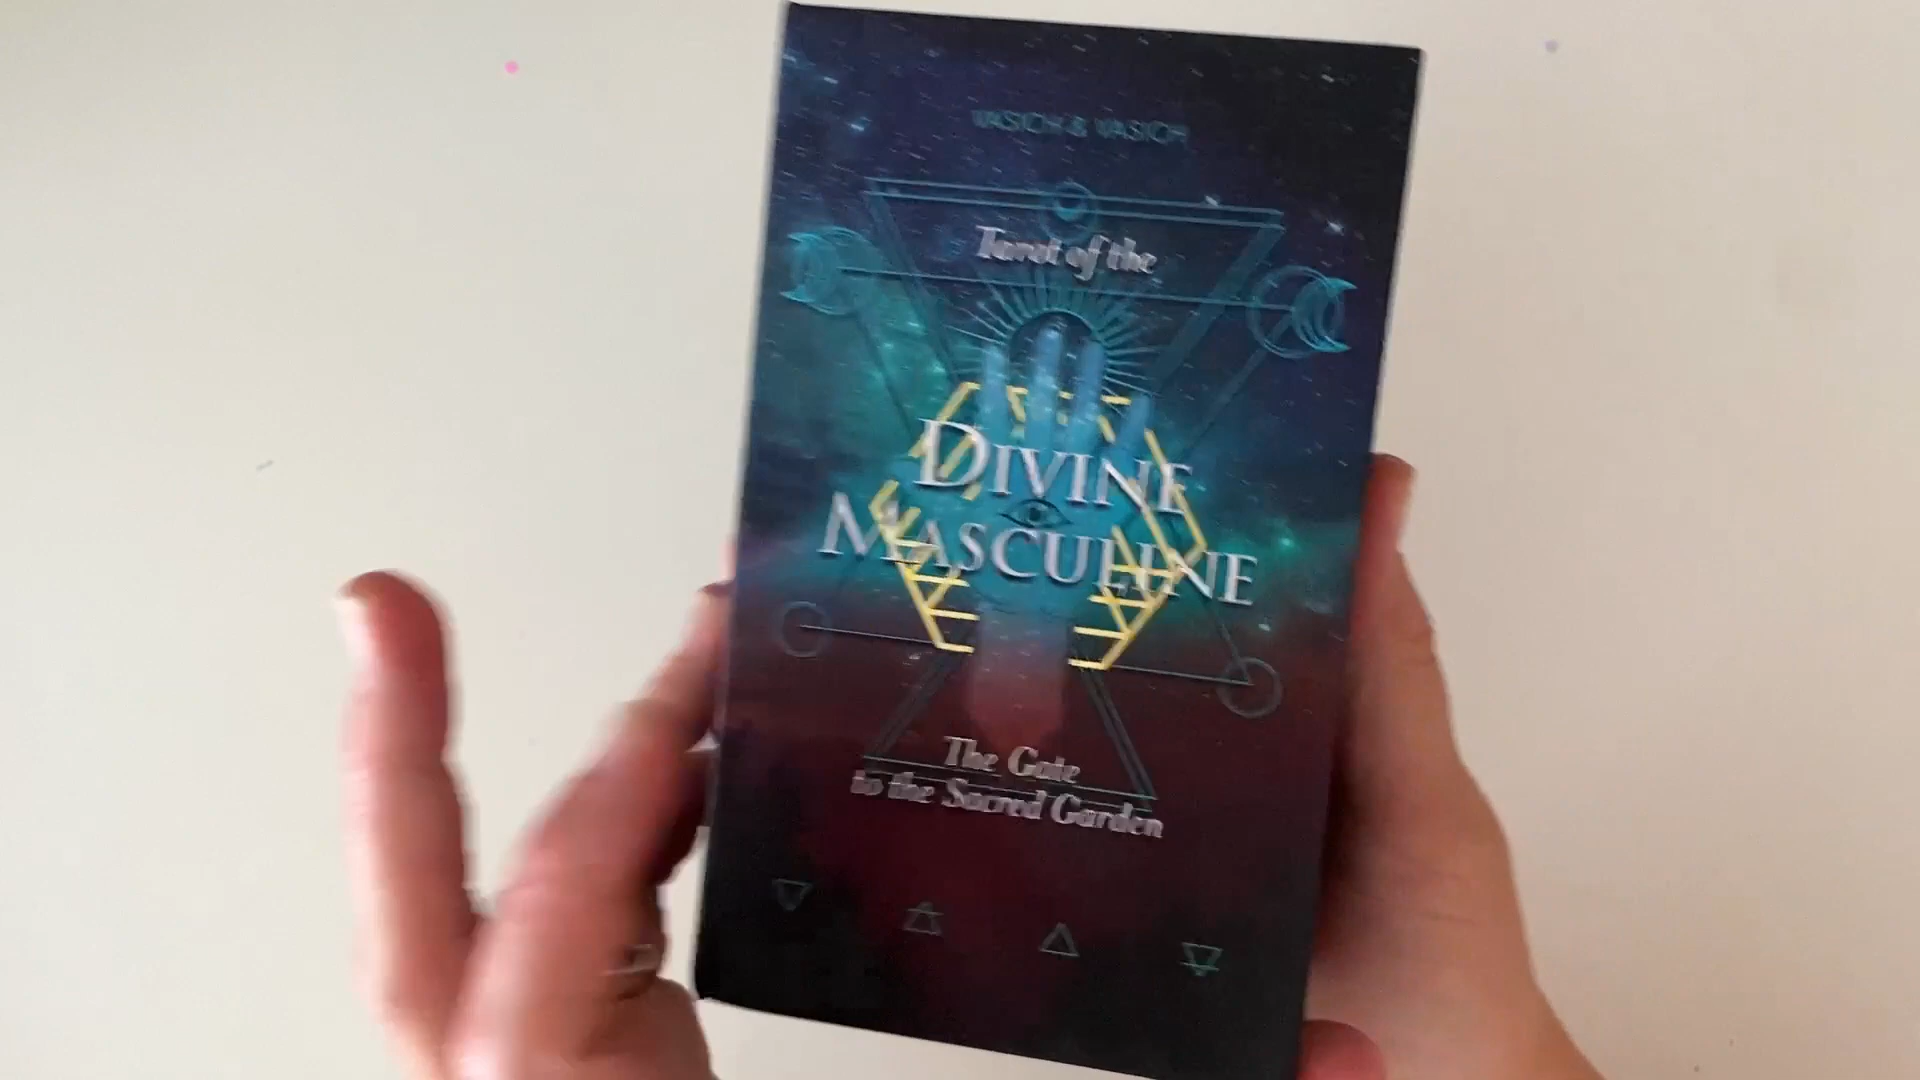 VASICH & VASICH
Tarot of the
DIVINE
MASCULINE
The Gate
to the Sacred Garden